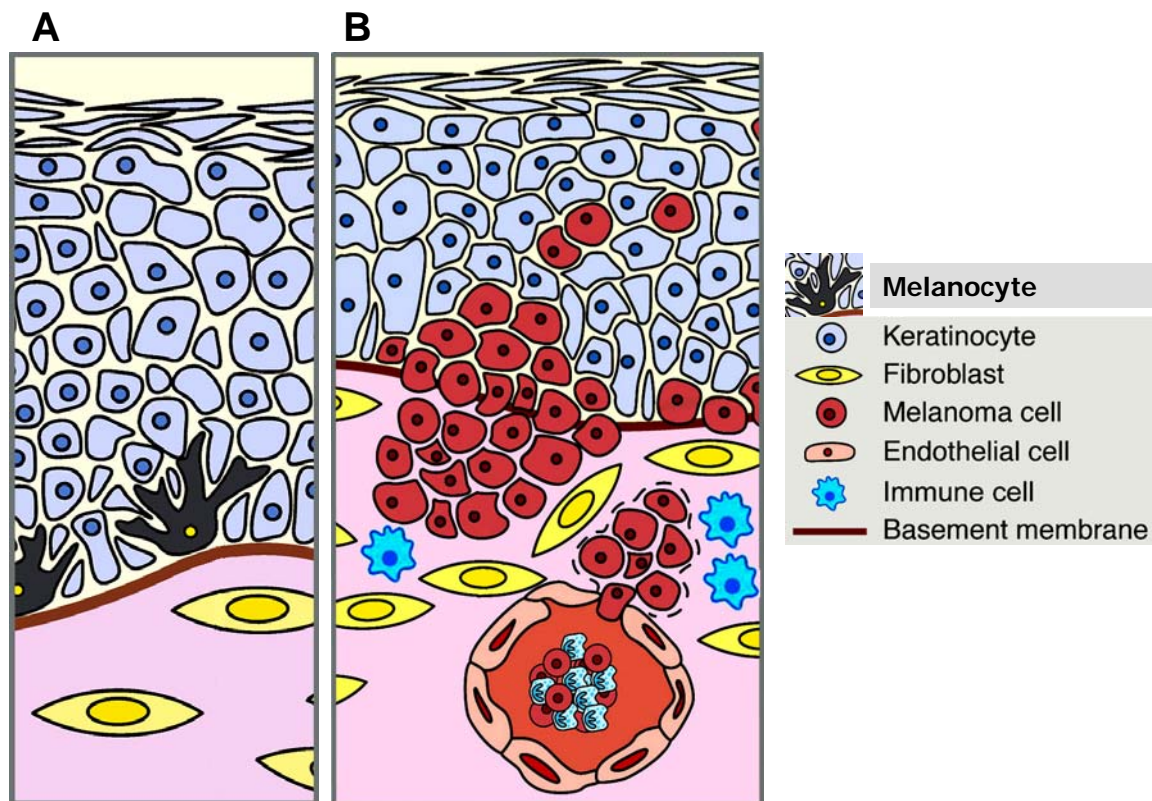 A
B
Melanocyte
Keratinocyte
Fibroblast
Melanoma cell
Endothelial cell
Immune cell
Basement membrane